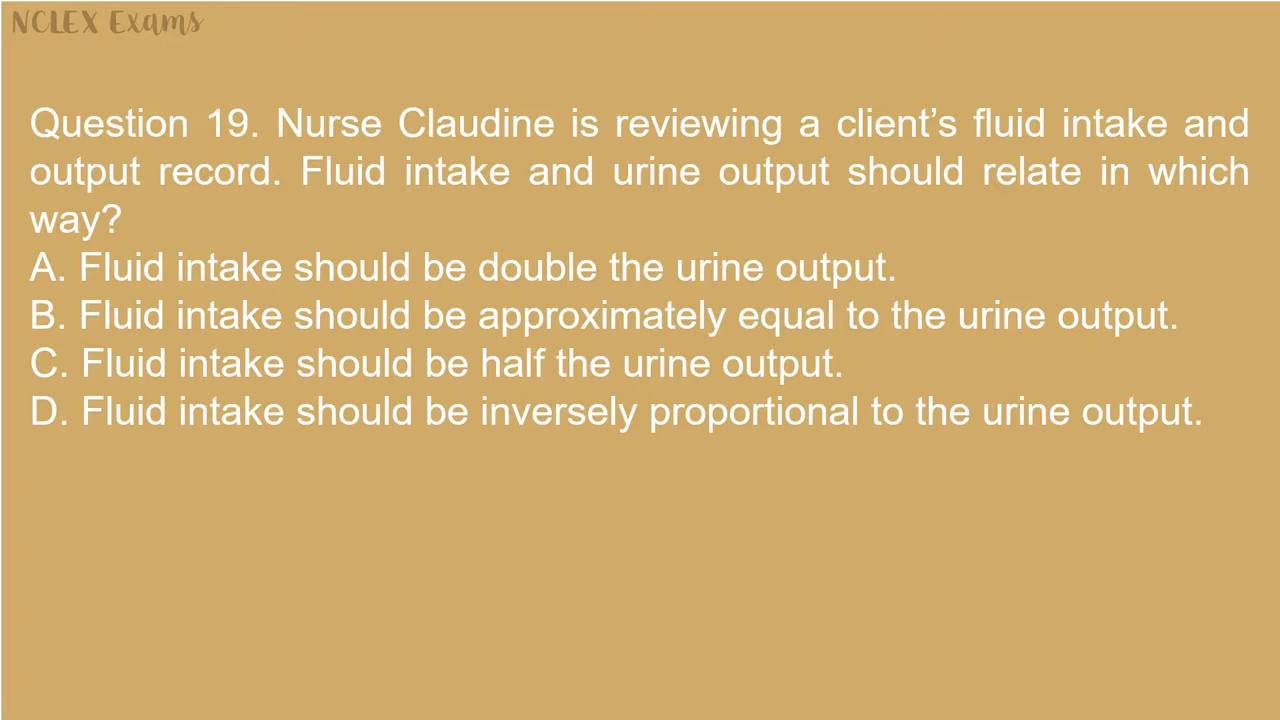 NCLEX Exams
Question 19. Nurse Claudine is reviewing a client’s fluid intake and
output record. Fluid intake and urine output should relate in which
way?
A. Fluid intake should be double the urine output.
B. Fluid intake should be approximately equal to the urine output.
C. Fluid intake should be half the urine output.
D. Fluid intake should be inversely proportional to the urine output.